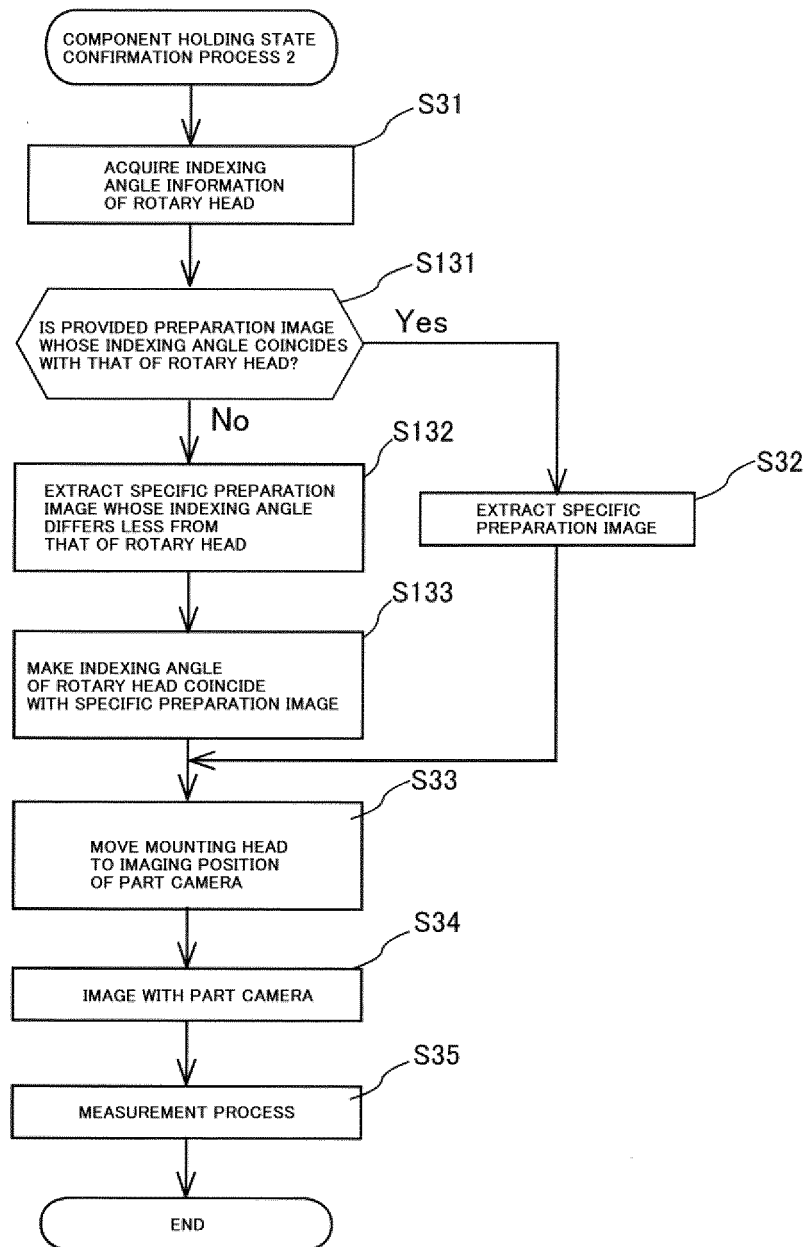 COMPONENT HOLDING STATE
CONFIRMATION PROCESS 2
S31
ACQUIRE INDEXING
ANGLE INFORMATION
OF ROTARY HEAD
S131
IS PROVIDED PREPARATION IMAGE
WHOSE INDEXING ANGLE COINCIDES
WITH THAT OF ROTARY HEAD?
Yes
No
S132
EXTRACT SPECIFIC PREPARATION
IMAGE WHOSE INDEXING ANGLE
DIFFERS LESS FROM
THAT OF ROTARY HEAD
S32
EXTRACT SPECIFIC
PREPARATION IMAGE
S133
MAKE INDEXING ANGLE
OF ROTARY HEAD COINCIDE
WITH SPECIFIC PREPARATION IMAGE
S33
MOVE MOUNTING HEAD
TO IMAGING POSITION
OF PART CAMERA
S34
IMAGE WITH PART CAMERA
S35
MEASUREMENT PROCESS
END